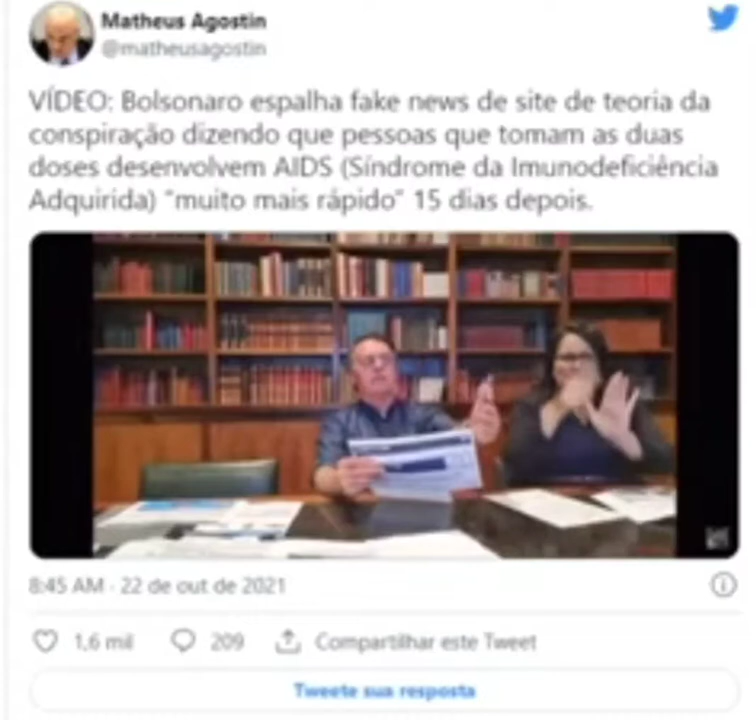 Matheus Agostin
@matheusagostin
VÍDEO: Bolsonaro espalha fake news de site de teoria da
conspiração dizendo que pessoas que tomam as duas
doses desenvolvem AIDS (Síndrome da Imunodeficiência
Adquirida) "muito mais rápido" 15 dias depois.
8:45 AM · 22 de out de 2021
1,6 mil 209 Compartilhar este Tweet
Tweete sua resposta